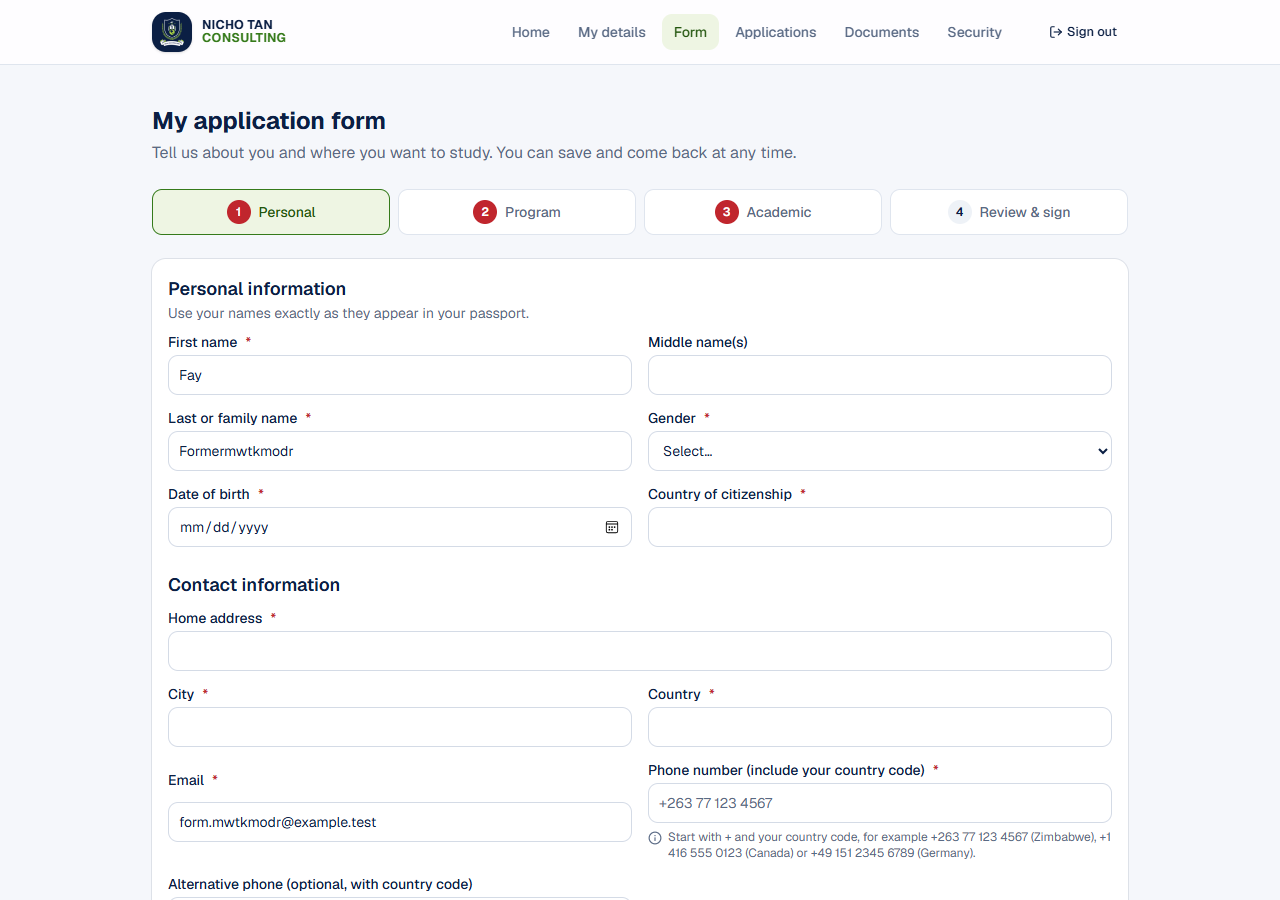 NICHO TAN
CONSULTING
Home
My details
Form
Applications
Documents
Security
Sign out
My application form
Tell us about you and where you want to study. You can save and come back at any time.
1 Personal
2 Program
3 Academic
4 Review & sign
Personal information
Use your names exactly as they appear in your passport.
First name *
Middle name(s)
Fay
Last or family name *
Gender *
Formermwtkmodr
Select...
Date of birth *
Country of citizenship *
mm/dd/yyyy
Contact information
Home address *
City *
Country *
Email *
Phone number (include your country code) *
form.mwtkmodr@example.test
+263 77 123 4567
Start with + and your country code, for example +263 77 123 4567 (Zimbabwe), +1
416 555 0123 (Canada) or +49 151 2345 6789 (Germany).
Alternative phone (optional, with country code)